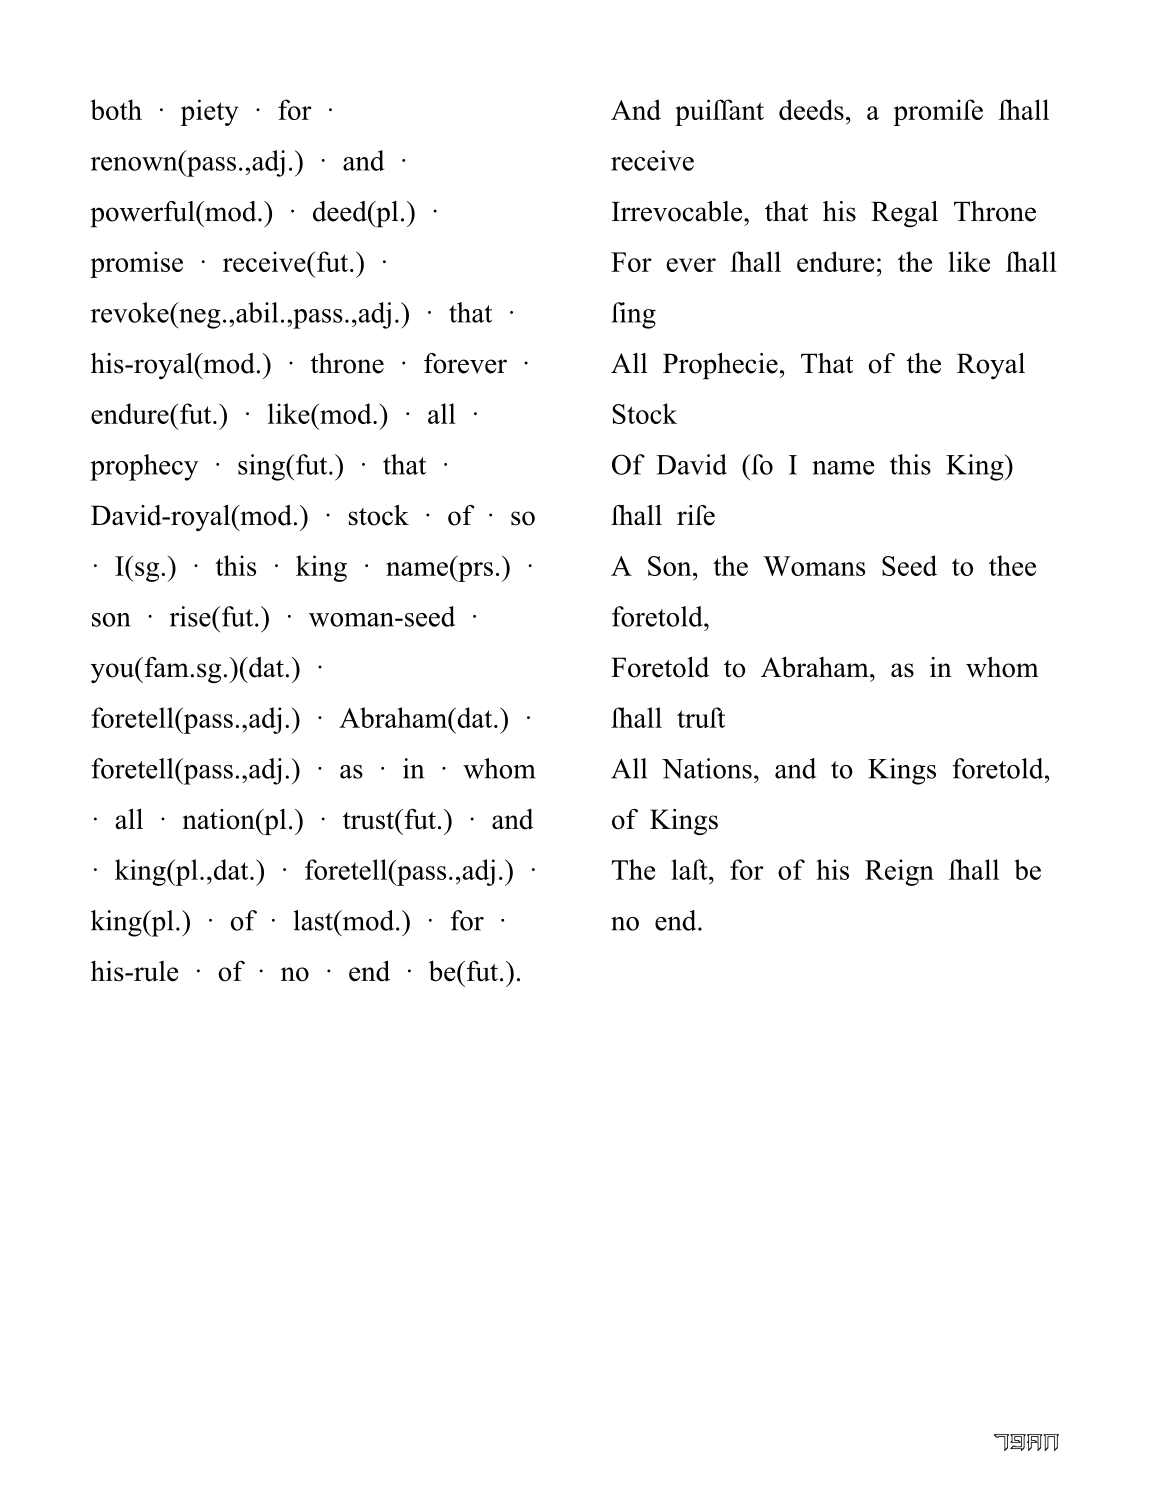 both · piety · for ·
renown(pass.,adj.) · and ·
powerful(mod.) · deed(pl.) ·
promise · receive(fut.) ·
revoke(neg.,abil.,pass.,adj.) · that ·
his-royal(mod.) · throne · forever ·
endure(fut.) · like(mod.) · all ·
prophecy · sing(fut.) · that ·
David-royal(mod.) · stock · of · so
· I(sg.) · this · king · name(prs.) ·
son · rise(fut.) · woman-seed ·
you(fam.sg.)(dat.) ·
foretell(pass.,adj.) · Abraham(dat.) ·
foretell(pass.,adj.) · as · in · whom
· all · nation(pl.) · trust(fut.) · and
· king(pl.,dat.) · foretell(pass.,adj.) ·
king(pl.) · of · last(mod.) · for ·
his-rule · of · no · end · be(fut.).
And puiſſant deeds, a promiſe ſhall
receive
Irrevocable, that his Regal Throne
For ever ſhall endure; the like ſhall
ſing
All Prophecie, That of the Royal
Stock
Of David (ſo I name this King)
ſhall riſe
A Son, the Womans Seed to thee
foretold,
Foretold to Abraham, as in whom
ſhall truſt
All Nations, and to Kings foretold,
of Kings
The laſt, for of his Reign ſhall be
no end.